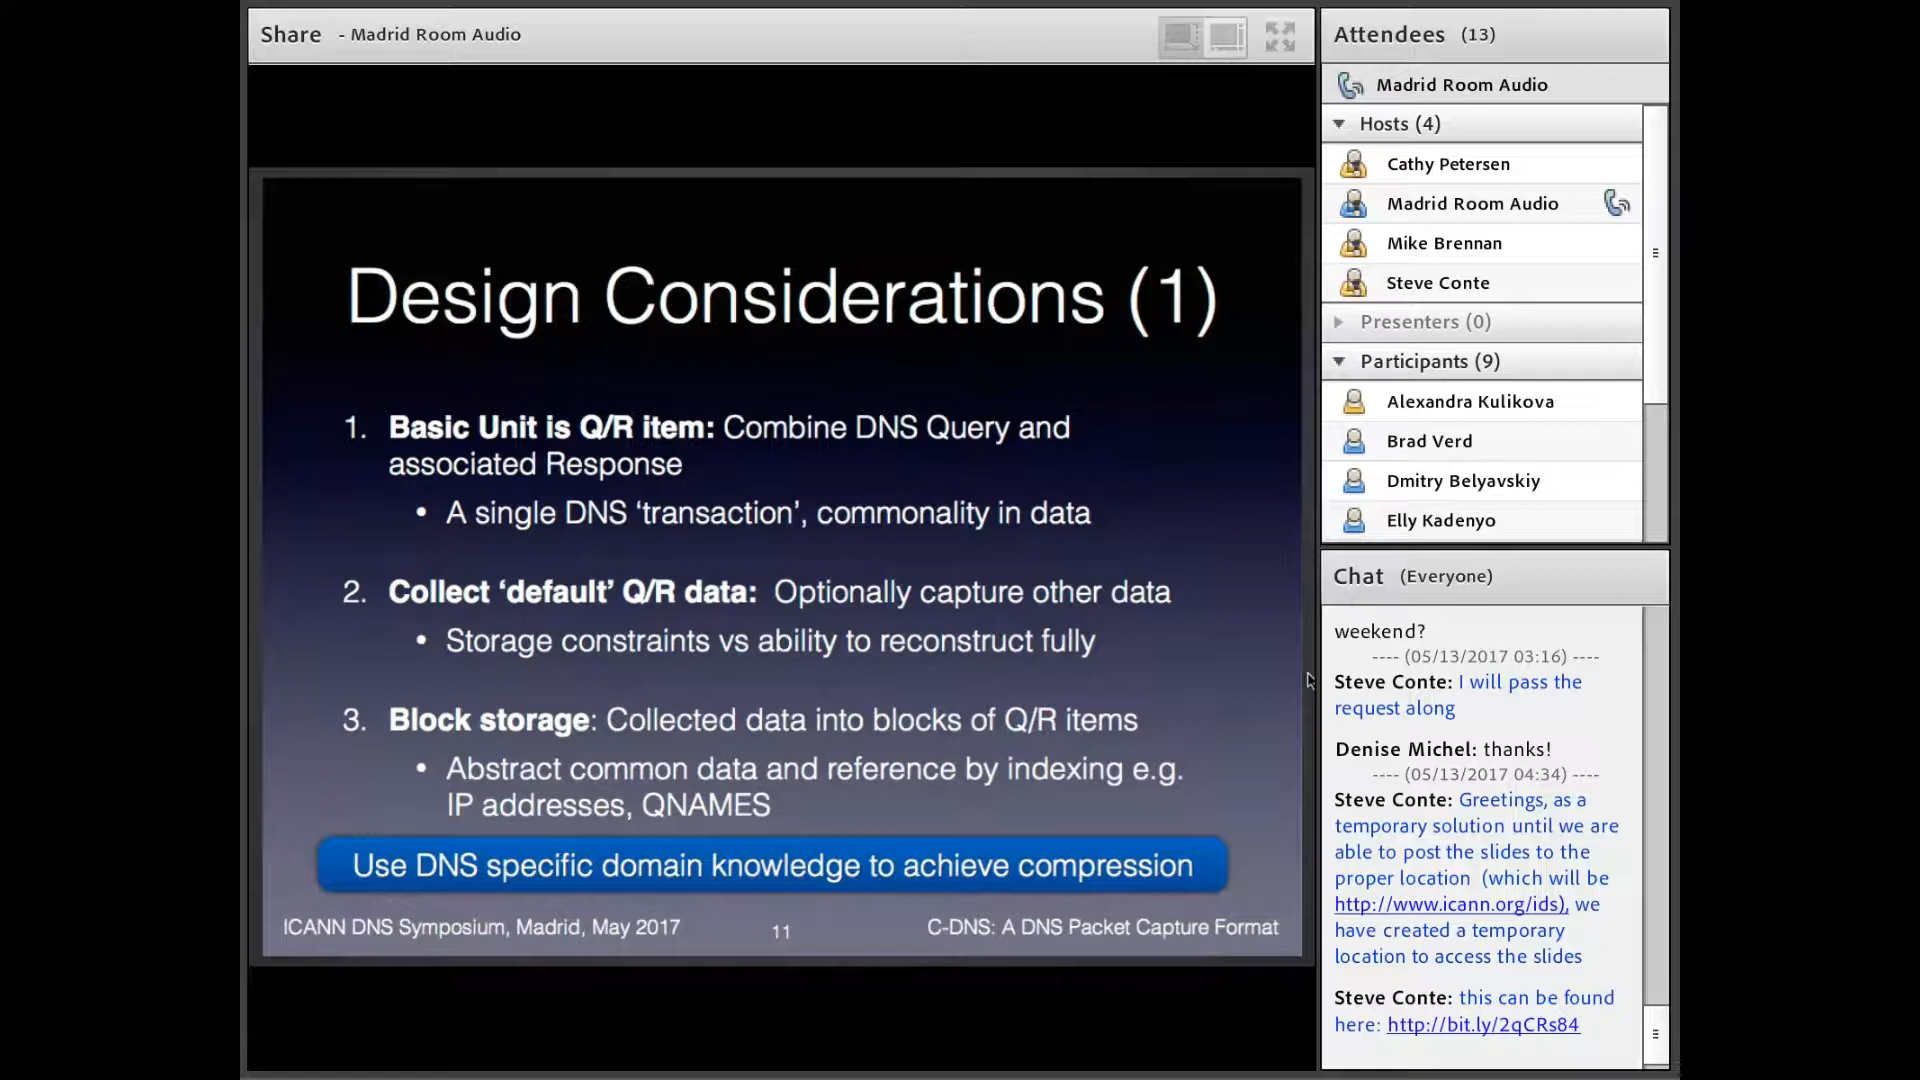 Share - Madrid Room Audio
Design Considerations (1)
1. Basic Unit is Q/R item: Combine DNS Query and
associated Response
• A single DNS ‘transaction’, commonality in data
2. Collect ‘default’ Q/R data: Optionally capture other data
• Storage constraints vs ability to reconstruct fully
3. Block storage: Collected data into blocks of Q/R items
• Abstract common data and reference by indexing e.g.
IP addresses, QNAMES
Use DNS specific domain knowledge to achieve compression
ICANN DNS Symposium, Madrid, May 2017
11
C-DNS: A DNS Packet Capture Format
Attendees (13)
Madrid Room Audio
Hosts (4)
Cathy Petersen
Madrid Room Audio
Mike Brennan
Steve Conte
Presenters (0)
Participants (9)
Alexandra Kulikova
Brad Verd
Dmitry Belyavskiy
Elly Kadenyo
Chat (Everyone)
weekend?
---- (05/13/2017 03:16) ----
Steve Conte: I will pass the
request along
Denise Michel: thanks!
---- (05/13/2017 04:34) ----
Steve Conte: Greetings, as a
temporary solution until we are
able to post the slides to the
proper location (which will be
http://www.icann.org/ids), we
have created a temporary
location to access the slides
Steve Conte: this can be found
here: http://bit.ly/2qCRs84